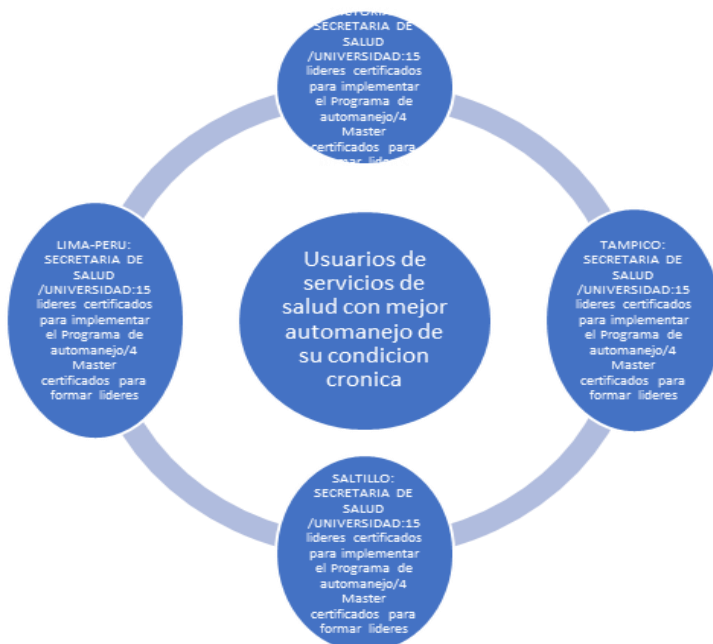 SECRETARIA DE
SALUD
/UNIVERSIDAD:15
lideres certificados
para implementar
el Programa de
automanejo/4
Master
certificados para
formar lideres
LIMA-PERU:
SECRETARIA DE
SALUD
/UNIVERSIDAD:15
lideres certificados
para implementar
el Programa de
automanejo/4
Master
certificados para
formar lideres
Usuarios de
servicios de
salud con mejor
automanejo de
su condicion
cronica
TAMPICO:
SECRETARIA DE
SALUD
/UNIVERSIDAD:15
lideres certificados
para implementar
el Programa de
automanejo/4
Master
certificados para
formar lideres
SALTILLO:
SECRETARIA DE
SALUD
/UNIVERSIDAD:15
lideres certificados
para implementar
el Programa de
automanejo/4
Master
certificados para
formar lideres